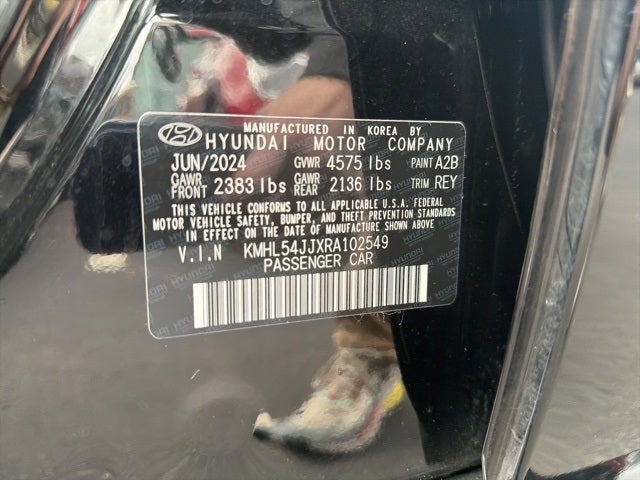 MANUFACTURED IN KOREA BY
HYUNDAI MOTOR COMPANY
JUN/2024 GVWR 4575 lbs PAINT A2B
GAWR FRONT 2383 lbs GAWR REAR 2136 lbs TRIM REY
THIS VEHICLE CONFORMS TO ALL APPLICABLE U.S.A. FEDERAL
MOTOR VEHICLE SAFETY, BUMPER, AND THEFT PREVENTION STANDARDS
IN EFFECT ON THE DATE OF MANUFACTURE SHOWN ABOVE
V.I.N KMHL54JJXRA102549
PASSENGER CAR